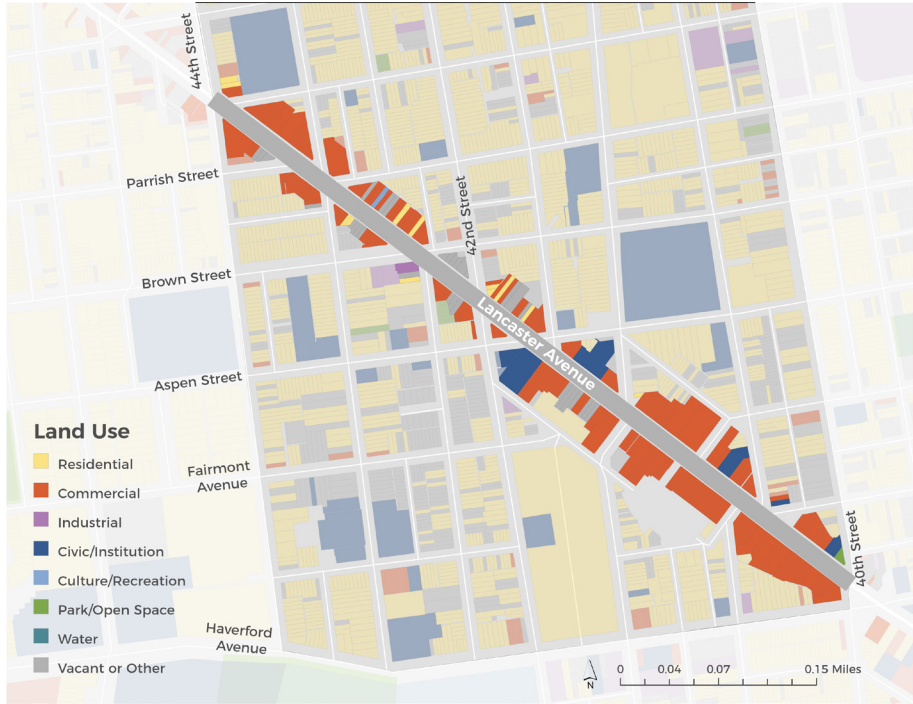 44th Street
Parrish Street
42nd Street
Brown Street
Lancaster Avenue
Aspen Street
Land Use
Residential
Commercial
Industrial
Civic/Institution
Culture/Recreation
Park/Open Space
Water
Vacant or Other
Fairmont
Avenue
40th Street
Haverford
Avenue
N
0 0.04 0.07 0.15 Miles